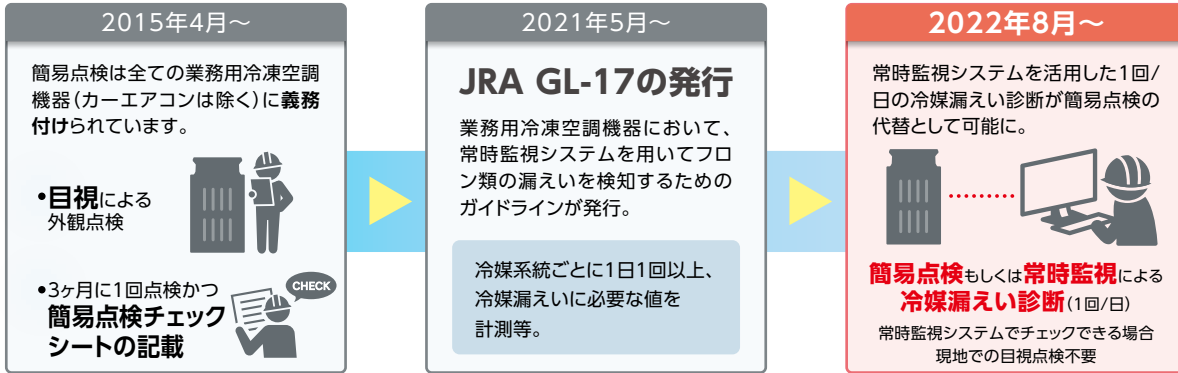 2015年4月～
簡易点検は全ての業務用冷凍空調
機器（カーエアコンは除く）に義務
付けられています。
•目視による
外観点検
•3ヶ月に1回点検かつ
簡易点検チェック
シートの記載
CHECK
2021年5月～
JRA GL-17の発行
業務用冷凍空調機器において、
常時監視システムを用いてフロ
ン類の漏えいを検知するための
ガイドラインが発行。
冷媒系統ごとに1日1回以上、
冷媒漏えいに必要な値を
計測等。
2022年8月～
常時監視システムを活用した1回/
日の冷媒漏えい診断が簡易点検の
代替として可能に。
簡易点検もしくは常時監視による
冷媒漏えい診断（1回/日）
常時監視システムでチェックできる場合
現地での目視点検不要